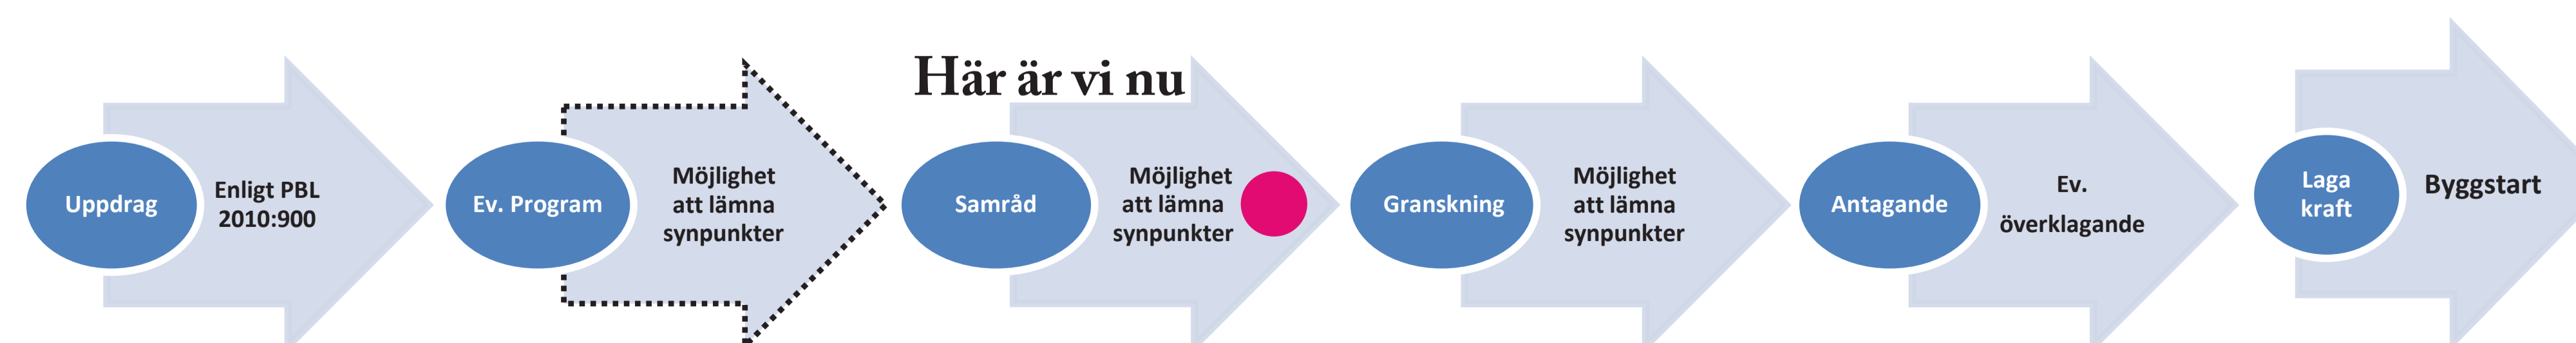 Här är vi nu
Uppdrag
Enligt PBL
2010:900
Ev. Program
Möjlighet
att lämna
synpunkter
Samråd
Möjlighet
att lämna
synpunkter
Granskning
Möjlighet
att lämna
synpunkter
Antagande
Ev.
överklagande
Laga
kraft
Byggstart